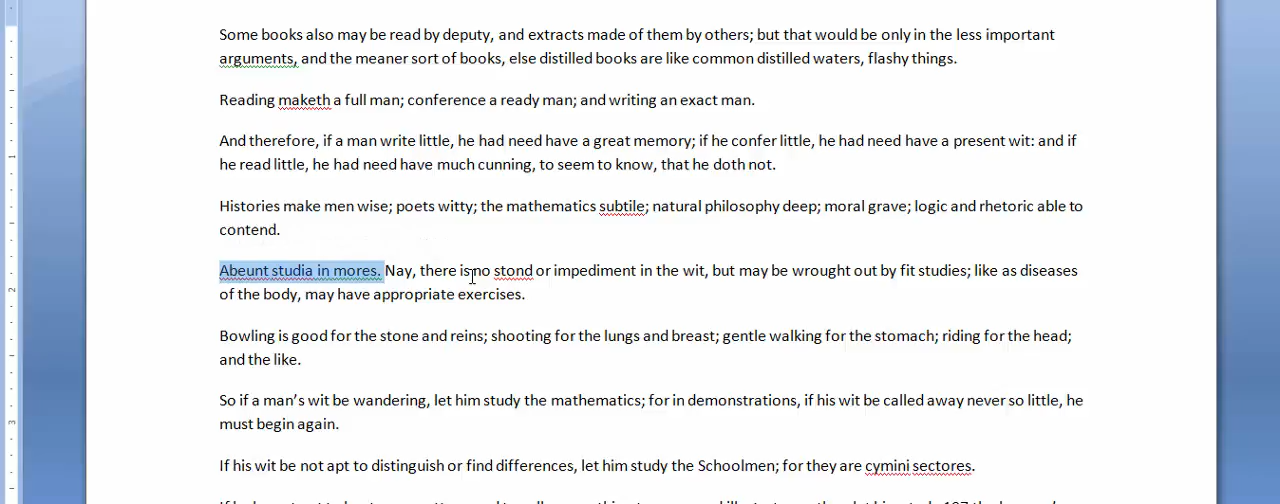 Some books also may be read by deputy, and extracts made of them by others; but that would be only in the less important
arguments, and the meaner sort of books, else distilled books are like common distilled waters, flashy things.
Reading maketh a full man; conference a ready man; and writing an exact man.
And therefore, if a man write little, he had need have a great memory; if he confer little, he had need have a present wit: and if
he read little, he had need have much cunning, to seem to know, that he doth not.
Histories make men wise; poets witty; the mathematics subtile; natural philosophy deep; moral grave; logic and rhetoric able to
contend.
Abeunt studia in mores. Nay, there is no stond or impediment in the wit, but may be wrought out by fit studies; like as diseases
of the body, may have appropriate exercises.
Bowling is good for the stone and reins; shooting for the lungs and breast; gentle walking for the stomach; riding for the head;
and the like.
So if a man’s wit be wandering, let him study the mathematics; for in demonstrations, if his wit be called away never so little, he
must begin again.
If his wit be not apt to distinguish or find differences, let him study the Schoolmen; for they are cymini sectores.
1
2
3